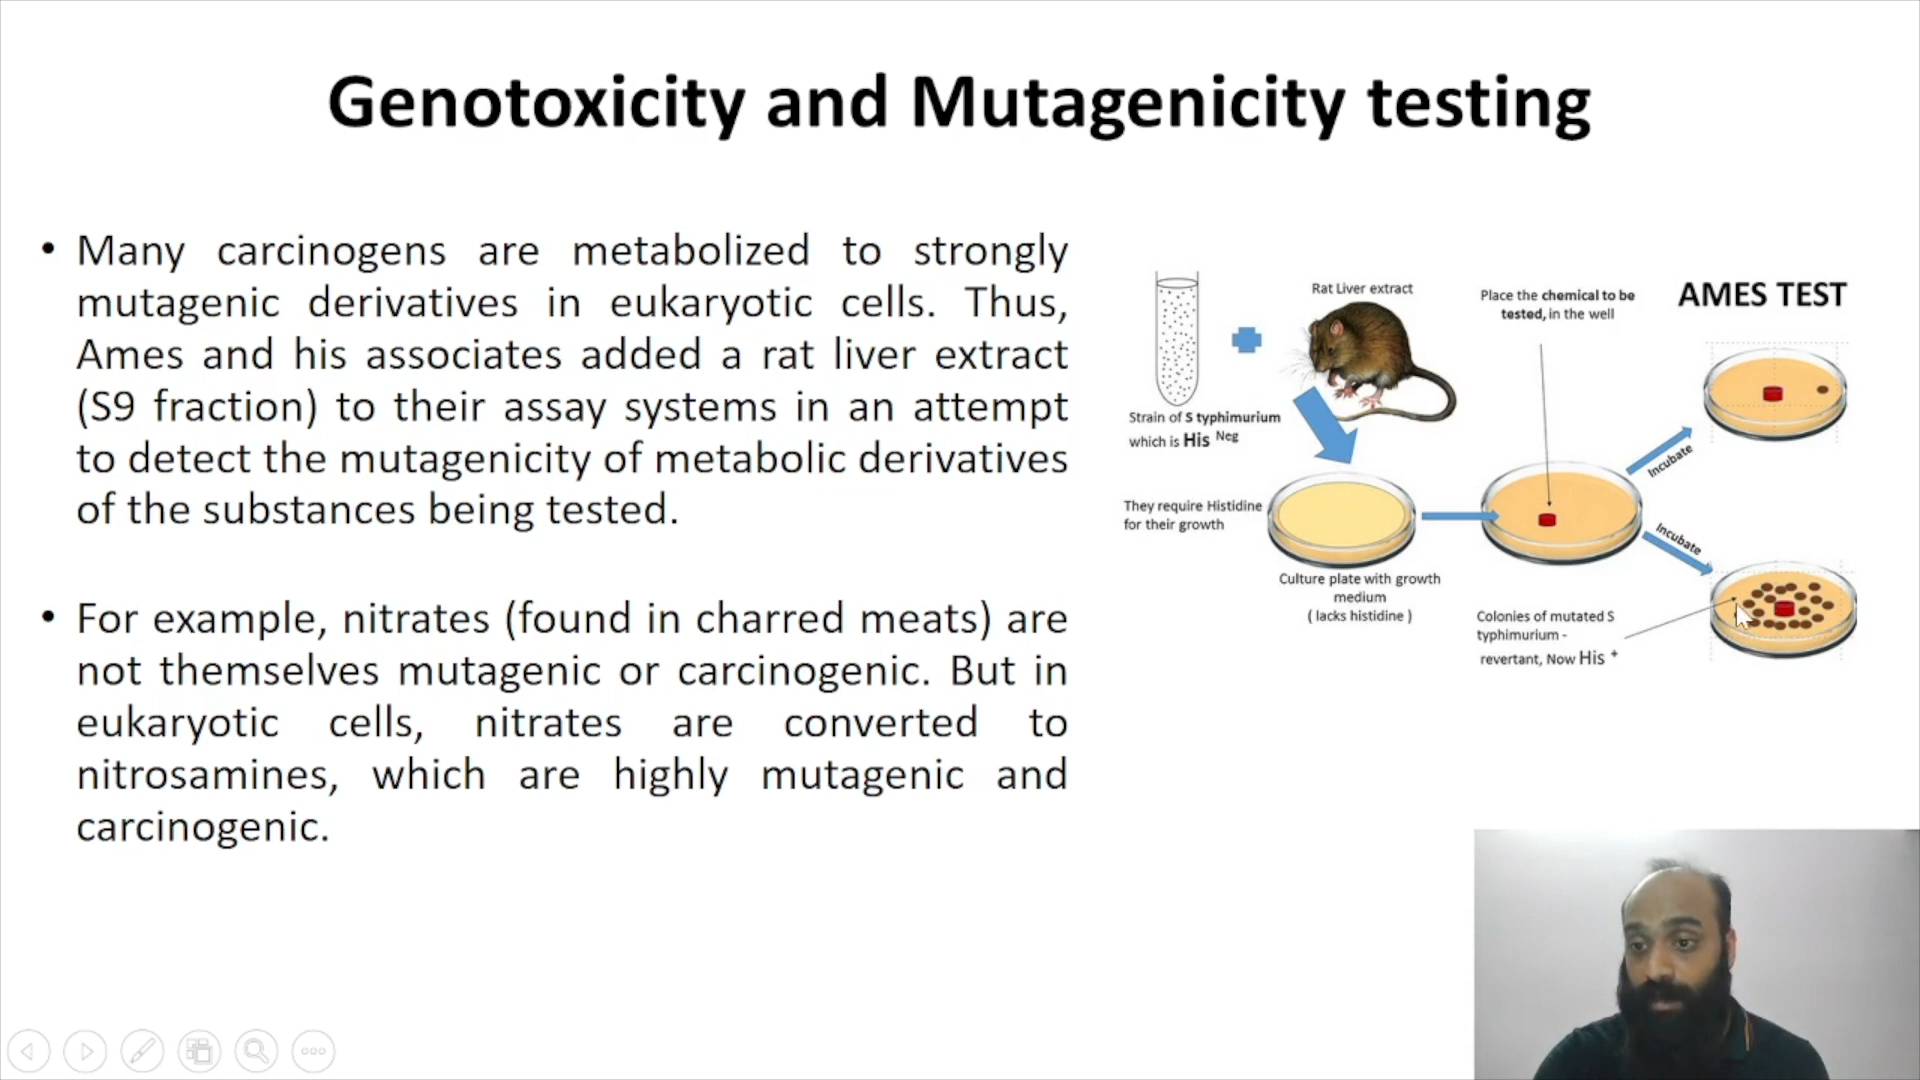 Genotoxicity and Mutagenicity testing
• Many carcinogens are metabolized to strongly
mutagenic derivatives in eukaryotic cells. Thus,
Ames and his associates added a rat liver extract
(S9 fraction) to their assay systems in an attempt
to detect the mutagenicity of metabolic derivatives
of the substances being tested.
• For example, nitrates (found in charred meats) are
not themselves mutagenic or carcinogenic. But in
eukaryotic cells, nitrates are converted to
nitrosamines, which are highly mutagenic and
carcinogenic.
Rat Liver extract
Place the chemical to be
tested, in the well
AMES TEST
Strain of S typhimurium
which is His Neg
They require Histidine
for their growth
Culture plate with growth
medium
( lacks histidine )
Incubate
Incubate
Colonies of mutated S
typhimurium -
revertant, Now His +